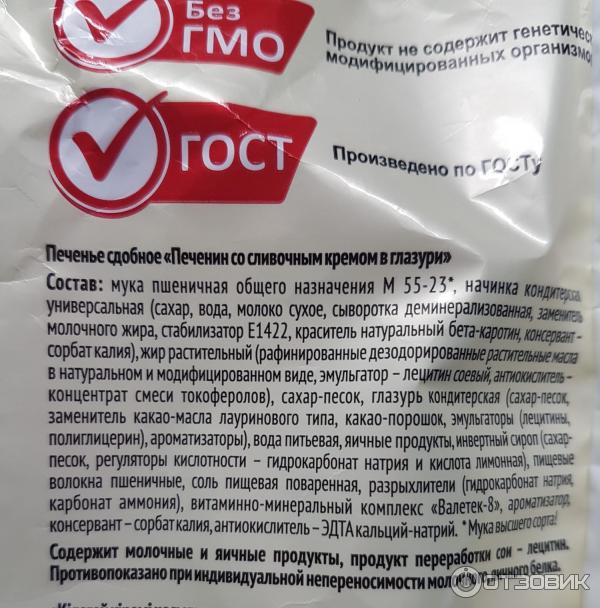 Без
ГМО
Продукт не содержит генетичес
модифицированных организмо
ГОСТ
Произведено по ГОСТу
Печенье сдобное «Печенин со сливочным кремом в глазури»
Состав: мука пшеничная общего назначения М 55-23*, начинка кондитерская
универсальная (сахар, вода, молоко сухое, сыворотка деминерализованная, заменитель
молочного жира, стабилизатор Е1422, краситель натуральный бета-каротин, консервант –
сорбат калия), жир растительный (рафинированные дезодорированные растительные масла
в натуральном и модифицированном виде, эмульгатор – лецитин соевый, антиокислитель –
концентрат смеси токоферолов), сахар-песок, глазурь кондитерская (сахар-песок,
заменитель какао-масла лауринового типа, какао-порошок, эмульгаторы (лецитины,
полиглицерин), ароматизаторы), вода питьевая, яичные продукты, инвертный сироп (сахар-
песок, регуляторы кислотности – гидрокарбонат натрия и кислота лимонная), пищевые
волокна пшеничные, соль пищевая поваренная, разрыхлители (гидрокарбонат натрия,
карбонат аммония), витаминно-минеральный комплекс «Валетек-8», ароматизатор,
консервант – сорбат калия, антиокислитель – ЭДТА кальций-натрий. *Мука высшего сорта!
Содержит молочные и яичные продукты, продукт переработки сои – лецитин.
Противопоказано при индивидуальной непереносимости молочного-яичного белка.
ОТЗОВИК